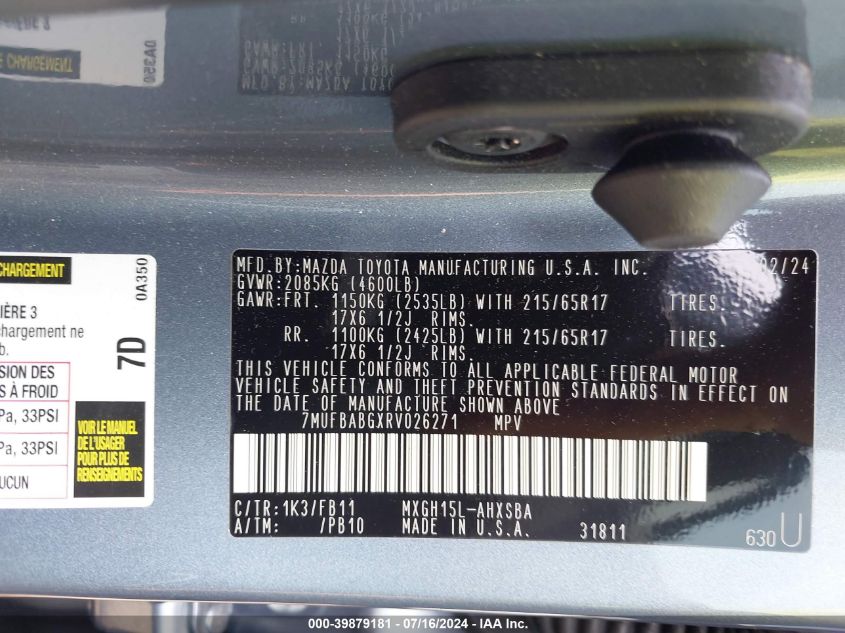 CHARGEMENT
IÈRE 3
chargement ne
b.
SION DES
S À FROID
Pa, 33PSI
Pa, 33PSI
UCUN
7D
0A350
VOIR LE MANUEL
DE L'USAGER
POUR PLUS DE
RENSEIGNEMENTS
MFD.BY:MAZDA TOYOTA MANUFACTURING U.S.A. INC. 02/24
GVWR:2085KG (4600LB)
GAWR:FRT. 1150KG (2535LB) WITH 215/65R17 TIRES.
17X6 1/2J RIMS.
RR. 1100KG (2425LB) WITH 215/65R17 TIRES.
17X6 1/2J RIMS.
THIS VEHICLE CONFORMS TO ALL APPLICABLE FEDERAL MOTOR
VEHICLE SAFETY AND THEFT PREVENTION STANDARDS IN EFFECT ON
THE DATE OF MANUFACTURE SHOWN ABOVE
7MUFBABGXRV026271 MPV
C/TR:1K3/FB11 MXGH15L-AHXSBA
A/TM: /PB10 MADE IN U.S.A. 31811
630U
000-39879181 - 07/16/2024 - IAA Inc.